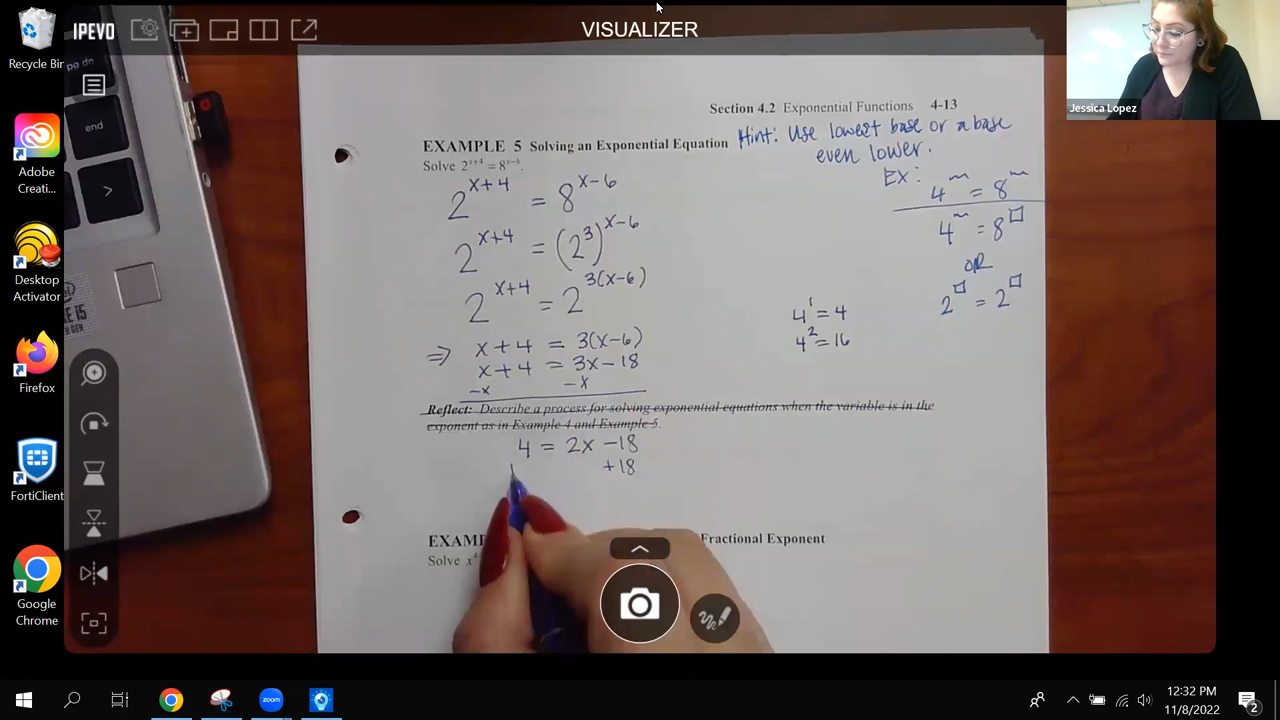 Recycle Bin
Adobe
Creati...
Desktop
Activator
Firefox
FortiClient
Google
Chrome
IPEVO
VISUALIZER
Jessica Lopez
pa dn
end
>
Section 4.2 Exponential Functions 4-13
EXAMPLE 5 Solving an Exponential Equation
Hint: Use lowest base or a base
even lower.
Solve 2^{x+4} = 8^{x-6}.
2^{x+4} = 8^{x-6}
2^{x+4} = (2^3)^{x-6}
2^{x+4} = 2^{3(x-6)}
⇒ x+4 = 3(x-6)
x+4 = 3x-18
-x -x
EX:
4^~ = 8^~
4^~ = 8^□
OR
2^□ = 2^□
4^1 = 4
4^2 = 16
Reflect: Describe a process for solving exponential equations when the variable is in the
exponent as in Example 4 and Example 5.
4 = 2x -18
+18
EXAMP
Fractional Exponent
Solve x
zoom
12:32 PM
11/8/2022
2